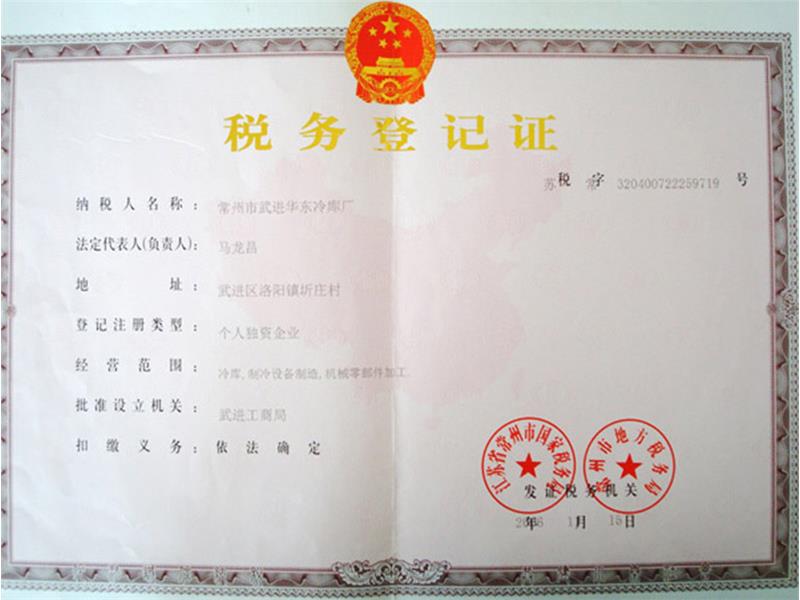 税务登记证
苏税 常字 320400722259719 号
纳税人名称： 常州市武进华东冷库厂
法定代表人(负责人)： 马龙昌
地 址： 武进区洛阳镇圻庄村
登记注册类型： 个人独资企业
经营范围： 冷库,制冷设备制造,机械零部件加工.
批准设立机关： 武进工商局
扣缴义务： 依法确定
江苏省常州市国家税务局
常州市地方税务局
发证税务机关
年 月 15日